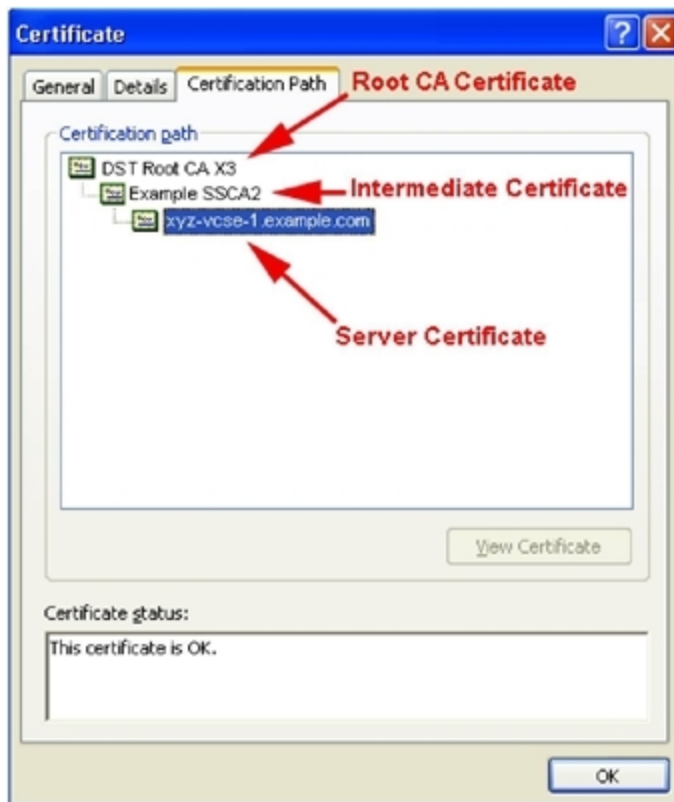 Certificate
General Details Certification Path
Root CA Certificate
Certification path
DST Root CA X3
Example SSCA2
Intermediate Certificate
xyz-vcse-1.example.com
Server Certificate
View Certificate
Certificate status:
This certificate is OK.
OK